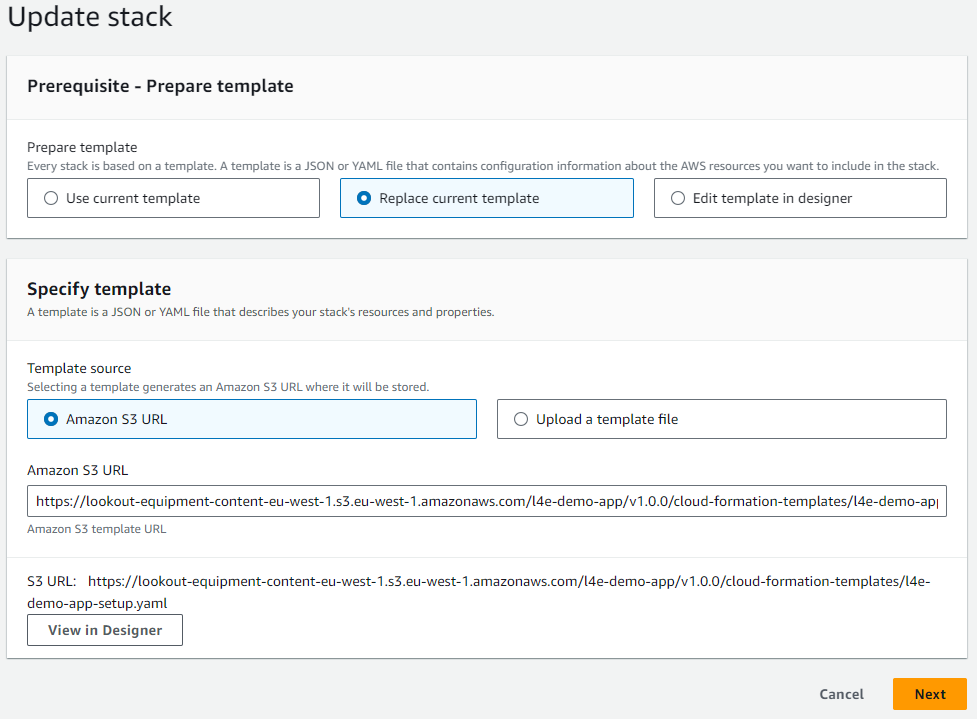 Update stack
Prerequisite - Prepare template
Prepare template
Every stack is based on a template. A template is a JSON or YAML file that contains configuration information about the AWS resources you want to include in the stack.
Use current template
Replace current template
Edit template in designer
Specify template
A template is a JSON or YAML file that describes your stack's resources and properties.
Template source
Selecting a template generates an Amazon S3 URL where it will be stored.
Amazon S3 URL
Upload a template file
Amazon S3 URL
https://lookout-equipment-content-eu-west-1.s3.eu-west-1.amazonaws.com/l4e-demo-app/v1.0.0/cloud-formation-templates/l4e-demo-app
Amazon S3 template URL
S3 URL: https://lookout-equipment-content-eu-west-1.s3.eu-west-1.amazonaws.com/l4e-demo-app/v1.0.0/cloud-formation-templates/l4e-
demo-app-setup.yaml
View in Designer
Cancel
Next